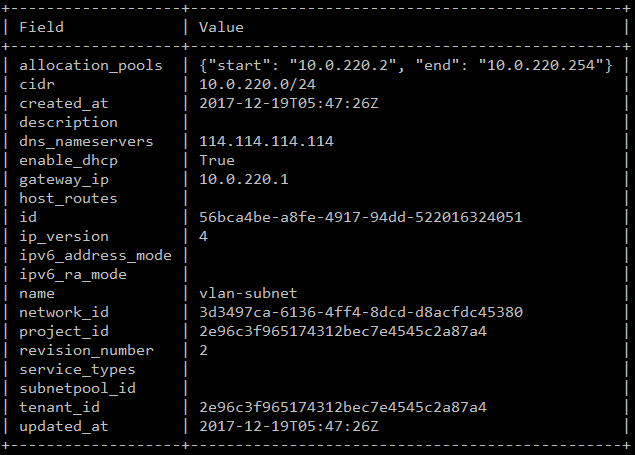 +-------------------+--------------------------------------------+
| Field             | Value                                      |
+-------------------+--------------------------------------------+
| allocation_pools  | {"start": "10.0.220.2", "end": "10.0.220.254"} |
| cidr              | 10.0.220.0/24                              |
| created_at        | 2017-12-19T05:47:26Z                       |
| description       |                                            |
| dns_nameservers   | 114.114.114.114                            |
| enable_dhcp       | True                                       |
| gateway_ip        | 10.0.220.1                                 |
| host_routes       |                                            |
| id                | 56bca4be-a8fe-4917-94dd-522016324051       |
| ip_version        | 4                                          |
| ipv6_address_mode |                                            |
| ipv6_ra_mode      |                                            |
| name              | vlan-subnet                                |
| network_id        | 3d3497ca-6136-4ff4-8dcd-d8acfdc45380       |
| project_id        | 2e96c3f965174312bec7e4545c2a87a4           |
| revision_number   | 2                                          |
| service_types     |                                            |
| subnetpool_id     |                                            |
| tenant_id         | 2e96c3f965174312bec7e4545c2a87a4           |
| updated_at        | 2017-12-19T05:47:26Z                       |
+-------------------+--------------------------------------------+